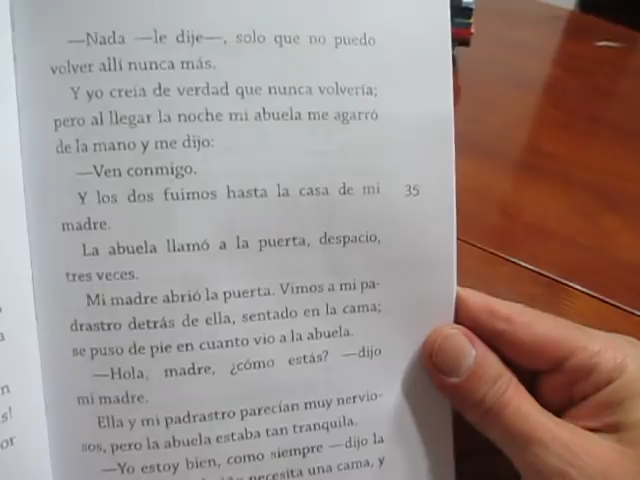 —Nada —le dije—, solo que no puedo
volver allí nunca más.
Y yo creía de verdad que nunca volvería;
pero al llegar la noche mi abuela me agarró
de la mano y me dijo:
—Ven conmigo.
Y los dos fuimos hasta la casa de mi
35
madre.
La abuela llamó a la puerta, despacio,
tres veces.
Mi madre abrió la puerta. Vimos a mi pa-
drastro detrás de ella, sentado en la cama;
se puso de pie en cuanto vio a la abuela.
—Hola, madre, ¿cómo estás? —dijo
mi madre.
Ella y mi padrastro parecían muy nervio-
sos, pero la abuela estaba tan tranquila.
—Yo estoy bien, como siempre —dijo la
necesita una cama, y
a
n
s!
or